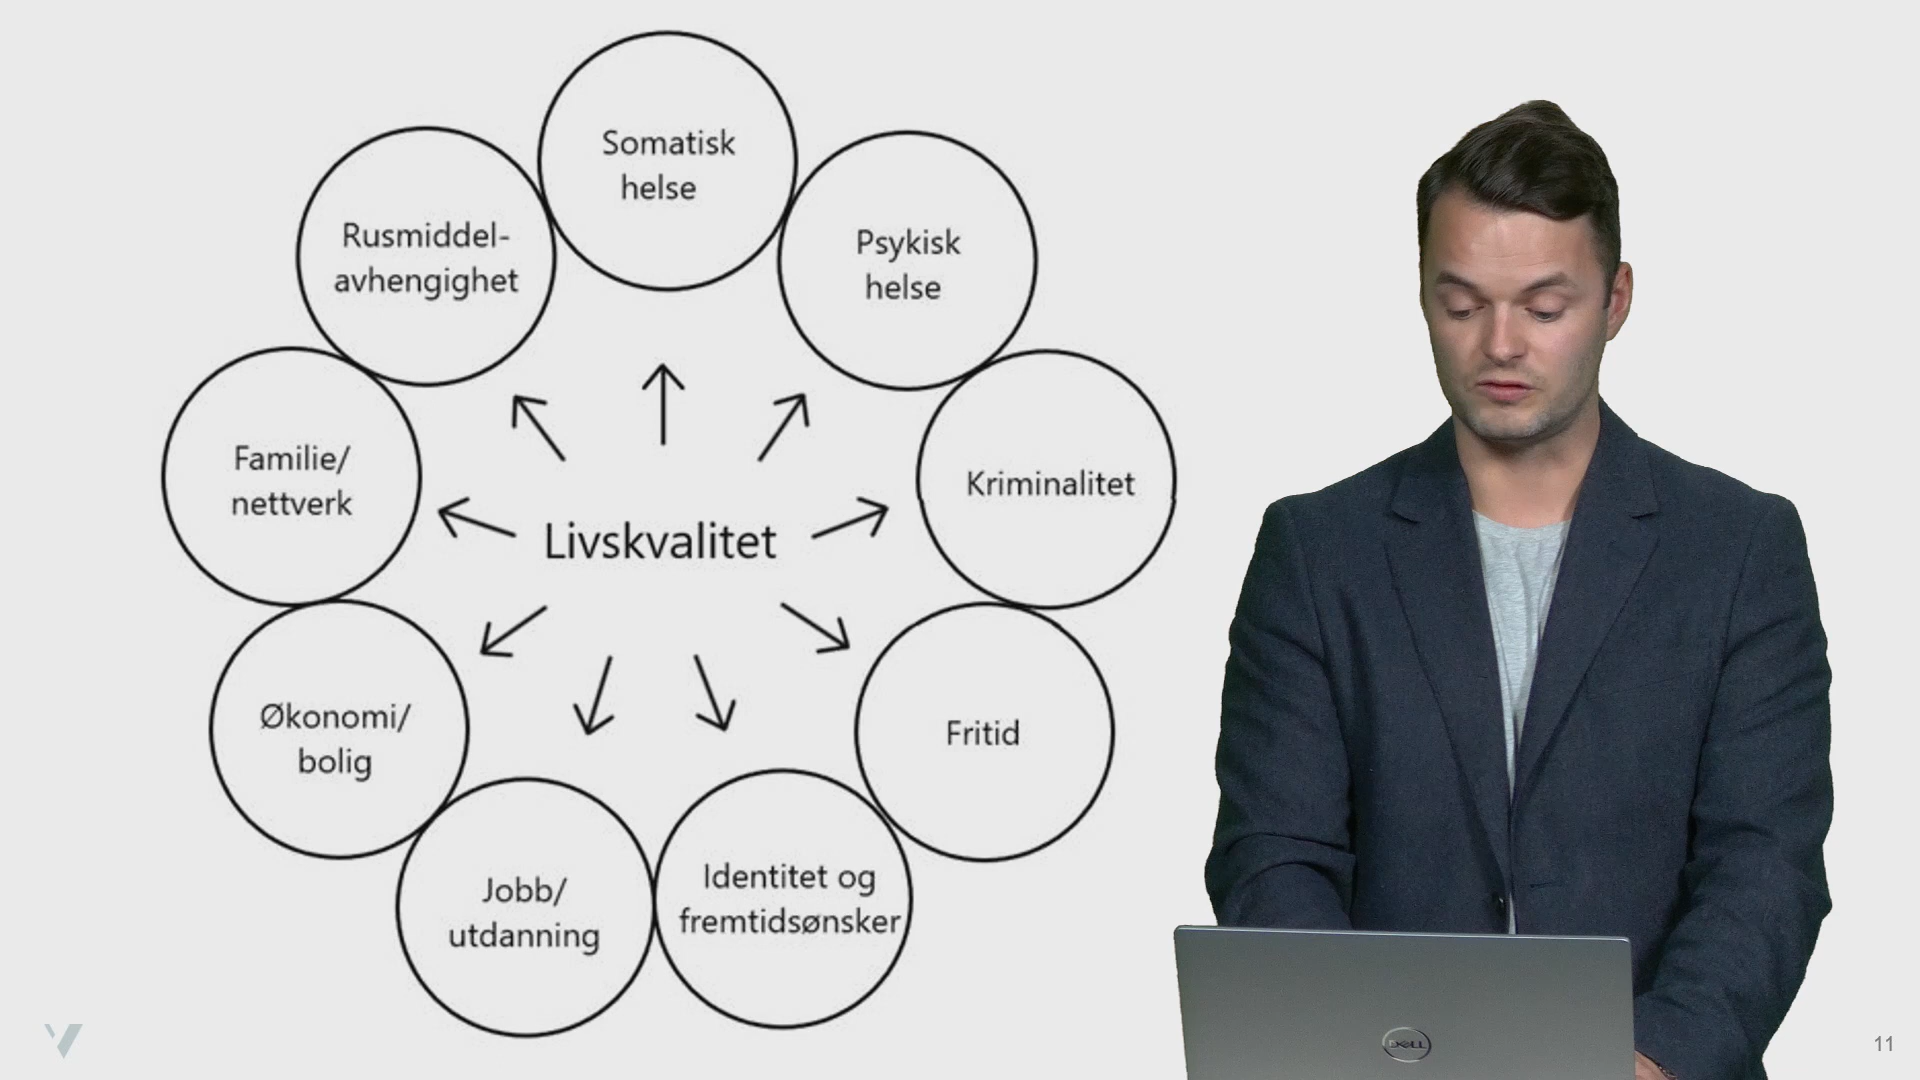 Somatisk
helse
Rusmiddel-
avhengighet
Psykisk
helse
Familie/
nettverk
Kriminalitet
Livskvalitet
Økonomi/
bolig
Fritid
Jobb/
utdanning
Identitet og
fremtidsønsker
DELL
11